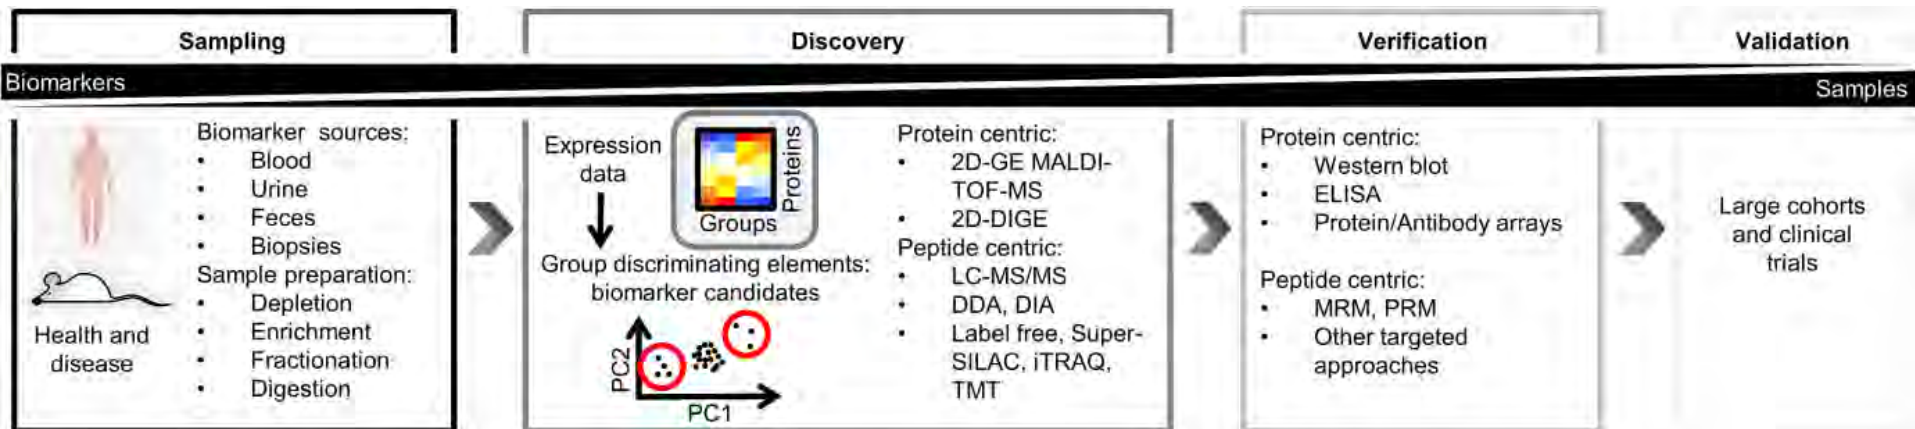 Sampling
Discovery
Verification
Validation
Biomarkers
Samples
Health and
disease
Biomarker sources:
• Blood
• Urine
• Feces
• Biopsies
Sample preparation:
• Depletion
• Enrichment
• Fractionation
• Digestion
Expression
data
Proteins
Groups
Group discriminating elements:
biomarker candidates
PC2
PC1
Protein centric:
• 2D-GE MALDI-
TOF-MS
• 2D-DIGE
Peptide centric:
• LC-MS/MS
• DDA, DIA
• Label free, Super-
SILAC, iTRAQ,
TMT
Protein centric:
• Western blot
• ELISA
• Protein/Antibody arrays
Peptide centric:
• MRM, PRM
• Other targeted
approaches
Large cohorts
and clinical
trials